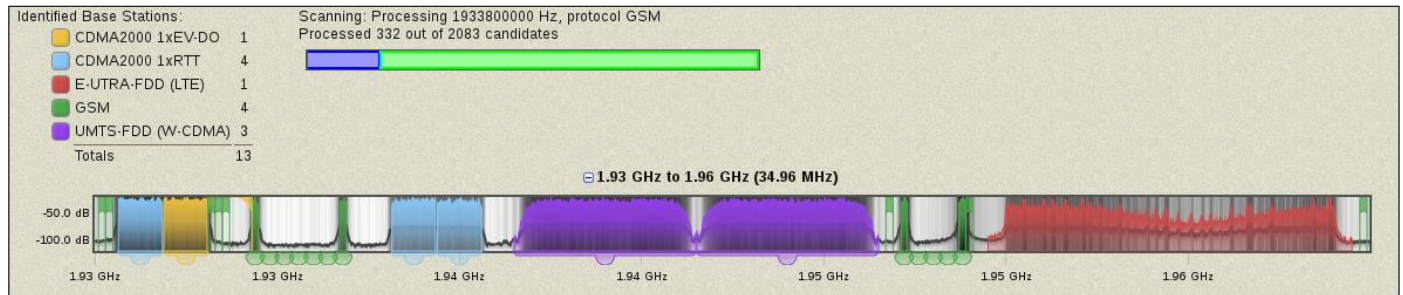 Identified Base Stations:
CDMA2000 1xEV-DO 1
CDMA2000 1xRTT 4
E-UTRA-FDD (LTE) 1
GSM 4
UMTS-FDD (W-CDMA) 3
Totals 13
Scanning: Processing 1933800000 Hz, protocol GSM
Processed 332 out of 2083 candidates
1.93 GHz to 1.96 GHz (34.96 MHz)
-50.0 dB
-100.0 dB
1.93 GHz 1.93 GHz 1.94 GHz 1.94 GHz 1.95 GHz 1.95 GHz 1.96 GHz